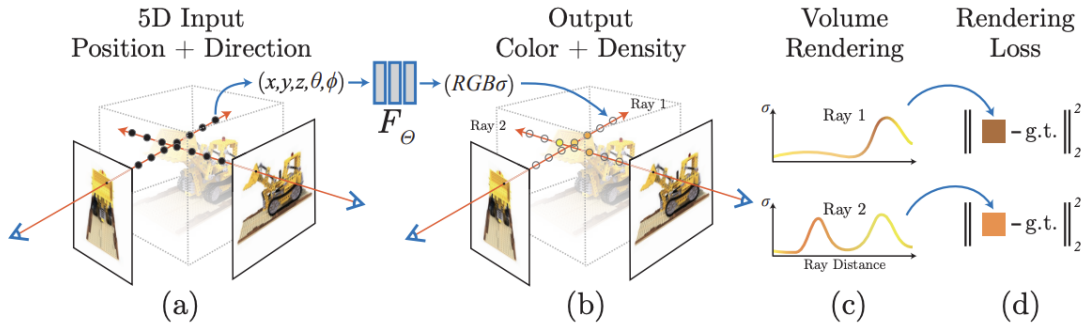 5D Input
Position + Direction
Output
Color + Density
Volume
Rendering
Rendering
Loss
(x,y,z,θ,ϕ)
F_Θ
(RGBσ)
Ray 1
Ray 2
σ
Ray 1
σ
Ray 2
Ray Distance
‖ - g.t. ‖²₂
‖ - g.t. ‖²₂
(a)
(b)
(c)
(d)